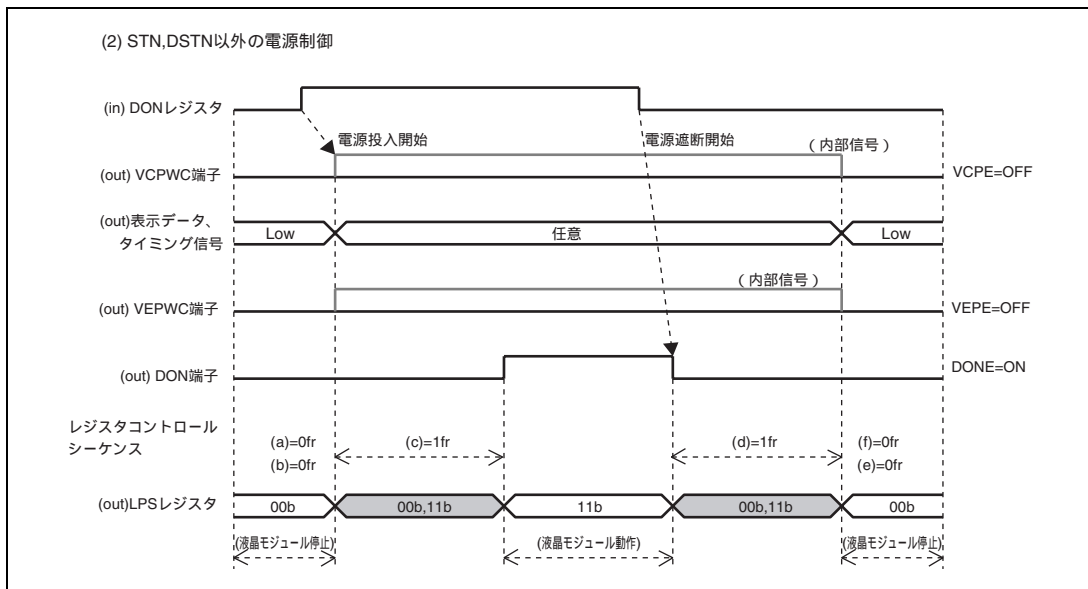 (2) STN,DSTN以外の電源制御
(in) DONレジスタ
電源投入開始
電源遮断開始
(内部信号)
(out) VCPWC端子
VCPE=OFF
(out)表示データ、
タイミング信号
Low
任意
Low
(内部信号)
(out) VEPWC端子
VEPE=OFF
(out) DON端子
DONE=ON
レジスタコントロール
シーケンス
(a)=0fr
(b)=0fr
(c)=1fr
(d)=1fr
(f)=0fr
(e)=0fr
(out)LPSレジスタ
00b
00b,11b
11b
00b,11b
00b
(液晶モジュール停止)
(液晶モジュール動作)
(液晶モジュール停止)